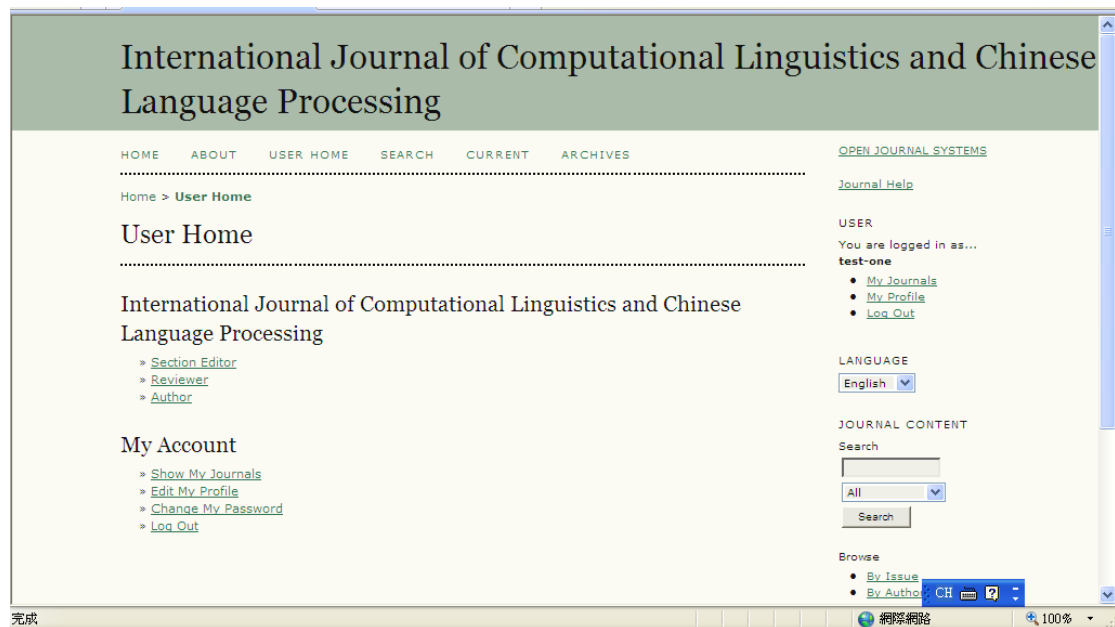 International Journal of Computational Linguistics and Chinese
Language Processing
HOME ABOUT USER HOME SEARCH CURRENT ARCHIVES
Home > User Home
User Home
International Journal of Computational Linguistics and Chinese
Language Processing
» Section Editor
» Reviewer
» Author
My Account
» Show My Journals
» Edit My Profile
» Change My Password
» Log Out
OPEN JOURNAL SYSTEMS
Journal Help
USER
You are logged in as...
test-one
My Journals
My Profile
Log Out
LANGUAGE
English
JOURNAL CONTENT
Search
All
Search
Browse
By Issue
By Autho
CH
完成
網際網路
100%